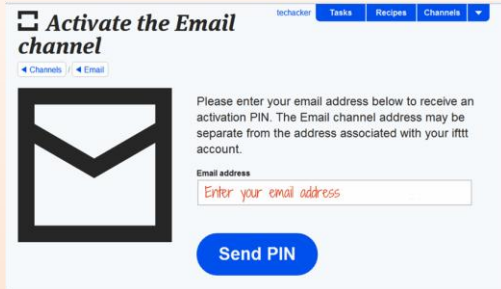 techacker Tasks Recipes Channels
Activate the Email
channel
Channels / Email
Please enter your email address below to receive an
activation PIN. The Email channel address may be
separate from the address associated with your ifttt
account.
Email address
Enter your email address
Send PIN